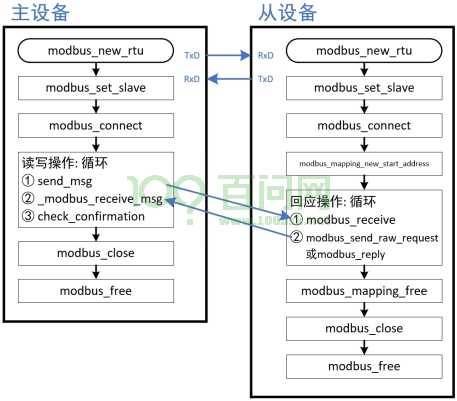 主设备
从设备
modbus_new_rtu
TxD
RxD
RxD
TxD
modbus_new_rtu
modbus_set_slave
modbus_connect
读写操作: 循环
① send_msg
② _modbus_receive_msg
③ check_confirmation
modbus_close
modbus_free
modbus_set_slave
modbus_connect
modbus_mapping_new_start_address
回应操作: 循环
① modbus_receive
② modbus_send_raw_request
或modbus_reply
modbus_mapping_free
modbus_close
modbus_free
100 百问网